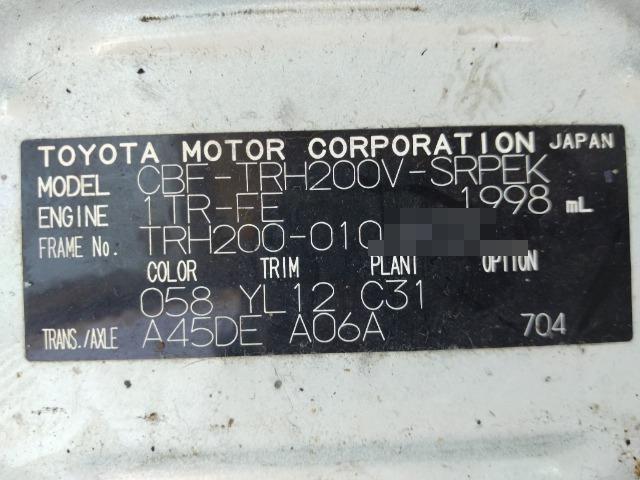 TOYOTA MOTOR CORPORATION JAPAN
MODEL CBF-TRH200V-SRPEK
ENGINE 1TR-FE 1998 mL
FRAME No. TRH200-010
COLOR TRIM PLANT OPTION
058 YL12 C31
TRANS./AXLE A45DE A06A 704